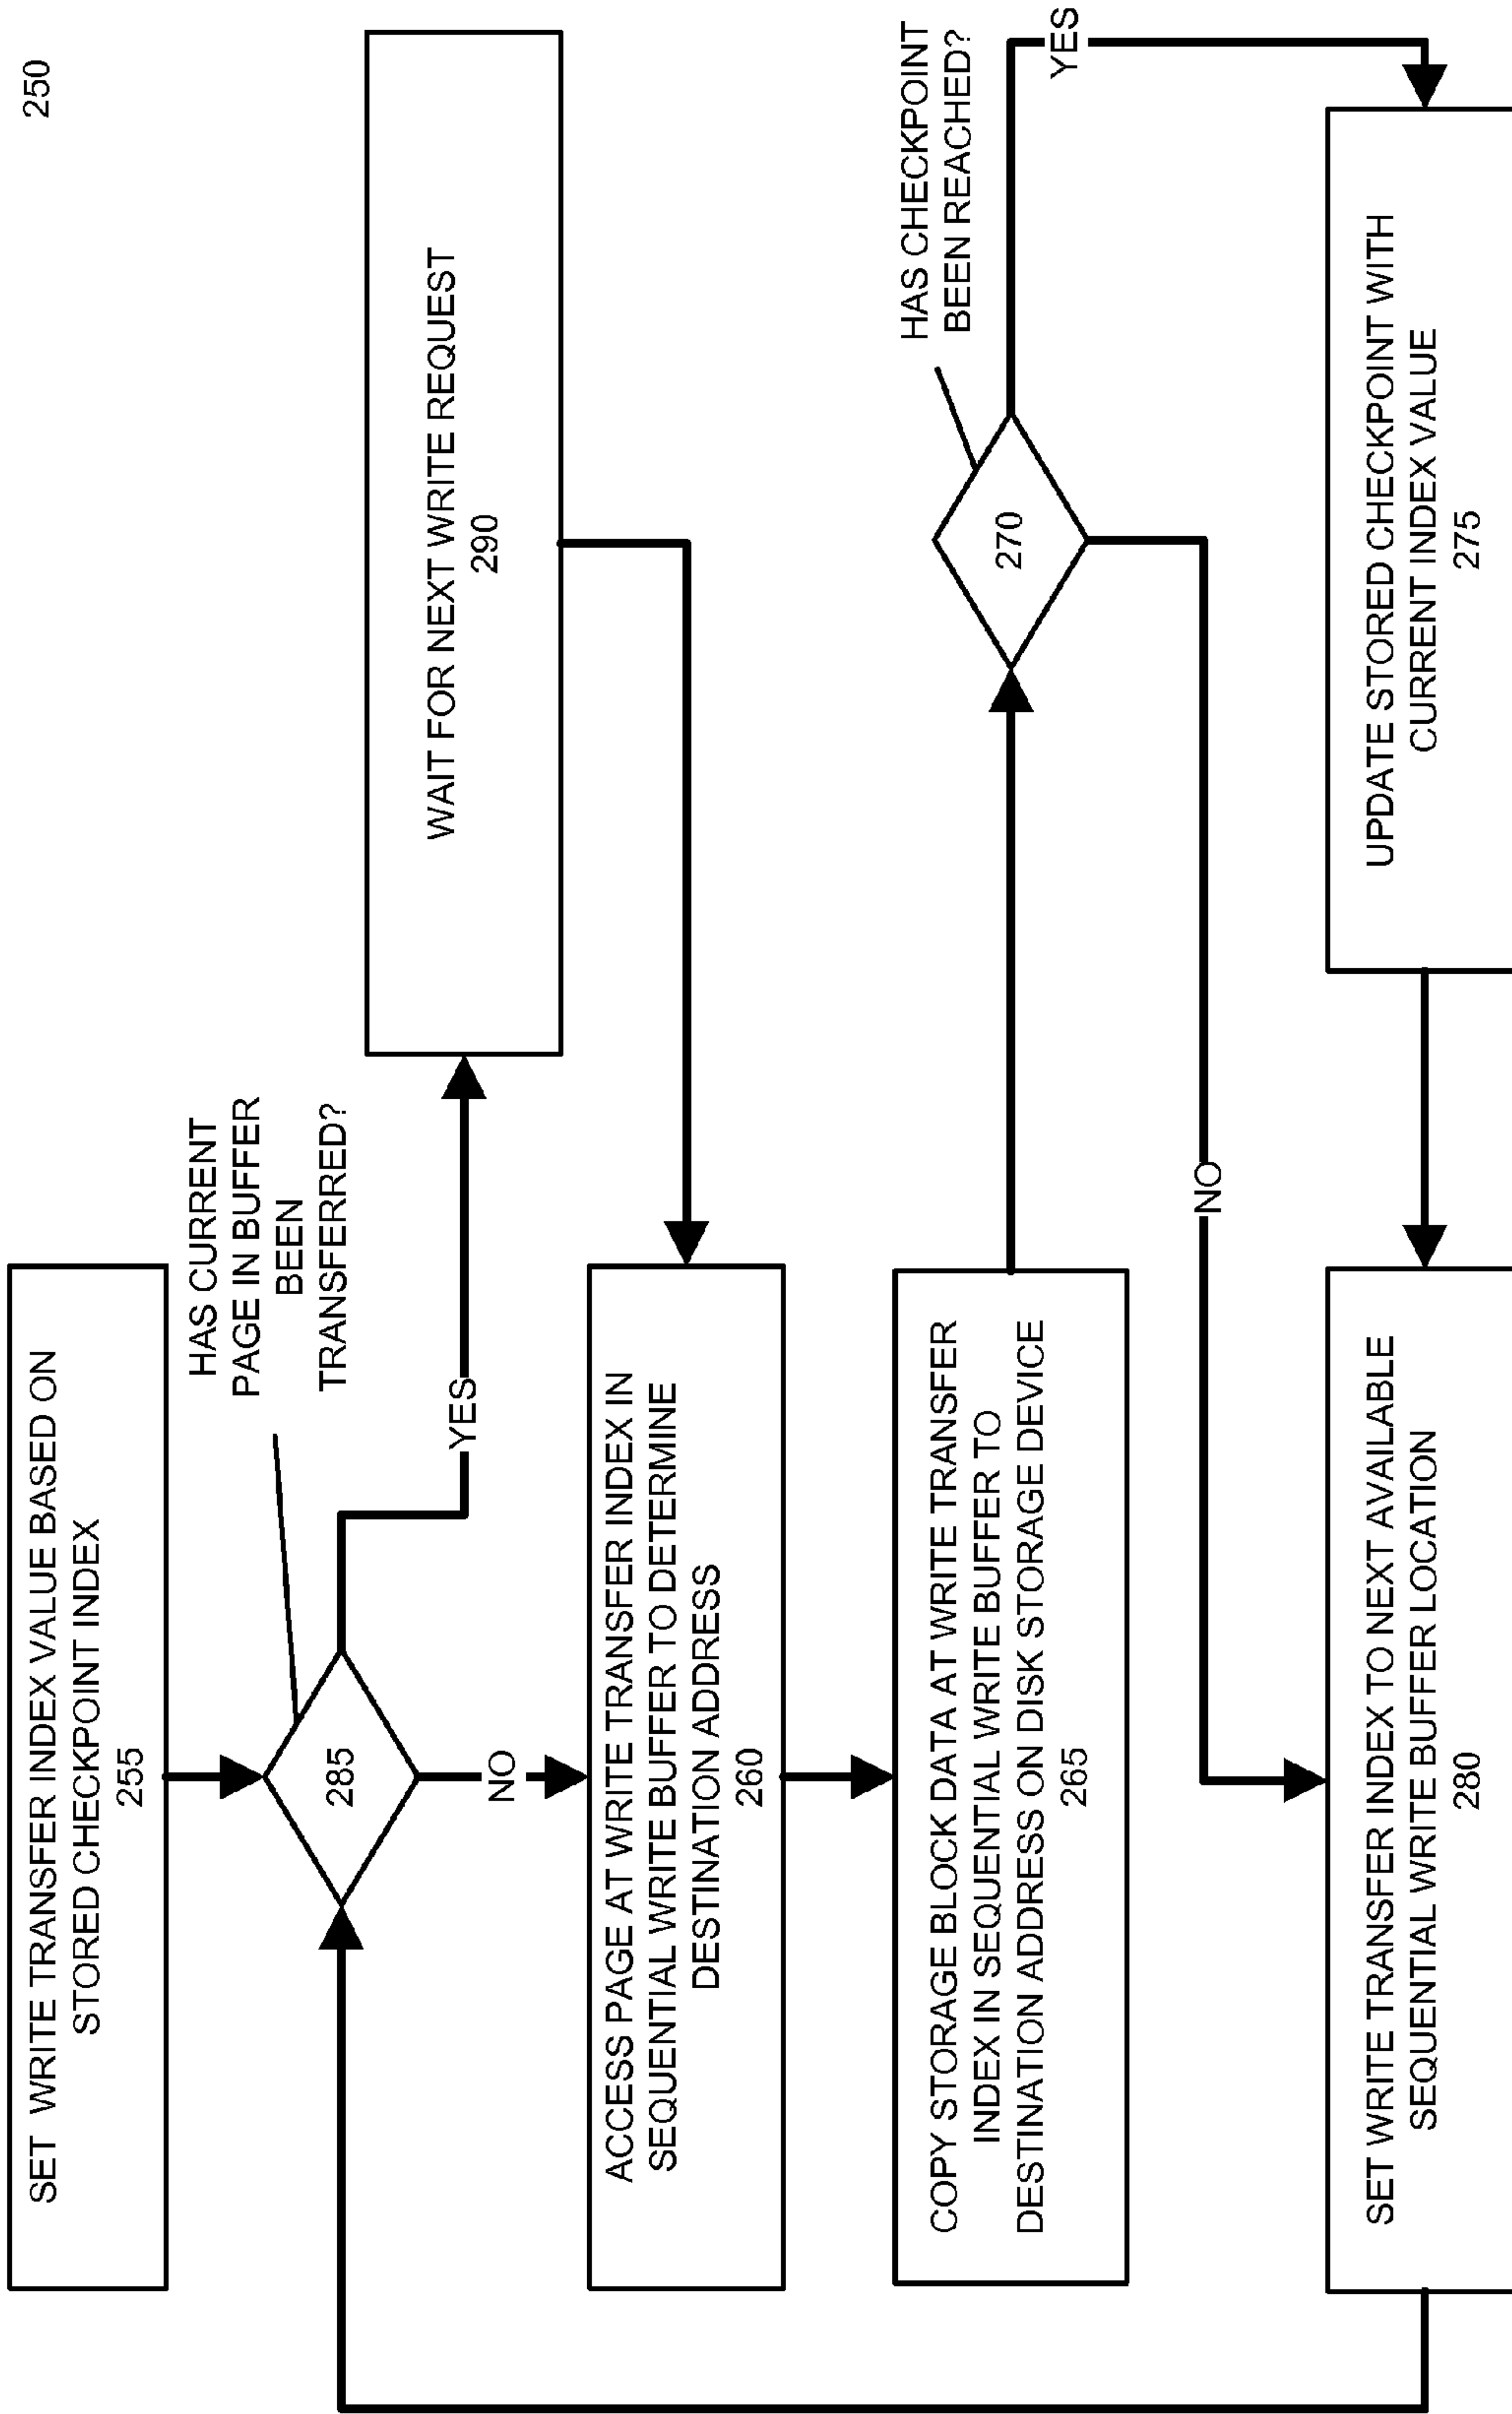 250
SET WRITE TRANSFER INDEX VALUE BASED ON
STORED CHECKPOINT INDEX
255
HAS CURRENT
PAGE IN BUFFER
BEEN
TRANSFERRED?
285
YES
NO
WAIT FOR NEXT WRITE REQUEST
290
ACCESS PAGE AT WRITE TRANSFER INDEX IN
SEQUENTIAL WRITE BUFFER TO DETERMINE
DESTINATION ADDRESS
260
COPY STORAGE BLOCK DATA AT WRITE TRANSFER
INDEX IN SEQUENTIAL WRITE BUFFER TO
DESTINATION ADDRESS ON DISK STORAGE DEVICE
265
HAS CHECKPOINT
BEEN REACHED?
270
YES
NO
UPDATE STORED CHECKPOINT WITH
CURRENT INDEX VALUE
275
SET WRITE TRANSFER INDEX TO NEXT AVAILABLE
SEQUENTIAL WRITE BUFFER LOCATION
280